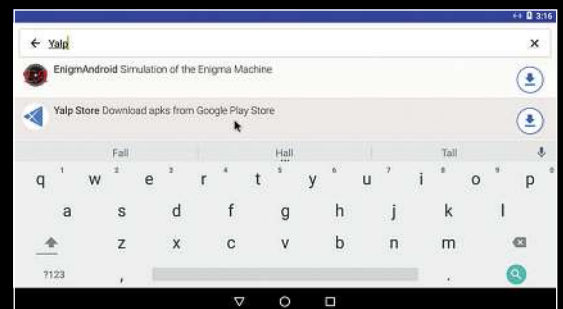 3:16
Yalp
EnigmAndroid Simulation of the Enigma Machine
Yalp Store Download apks from Google Play Store
Fall Hall Tall
q 1 w 2 e 3 r 4 t 5 y 6 u 7 i 8 o 9 p 0
a s d f g h j k l
z x c v b n m
?123 , .